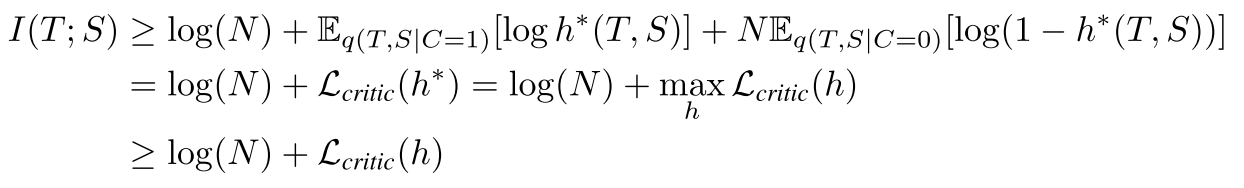 I(T; S) ≥ log(N) + 𝔼_{q(T,S|C=1)}[log h*(T, S)] + N𝔼_{q(T,S|C=0)}[log(1 − h*(T, S))]
= log(N) + ℒ_{critic}(h*) = log(N) + max_h ℒ_{critic}(h)
≥ log(N) + ℒ_{critic}(h)